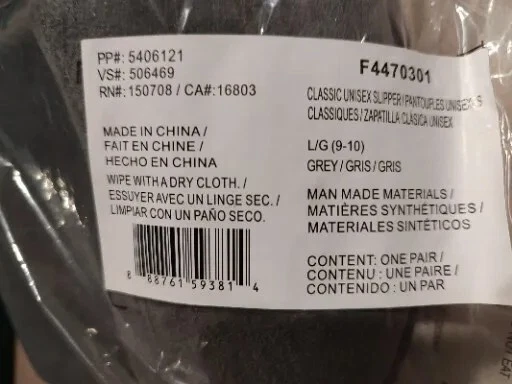 PP#: 5406121
VS#: 506469
RN#: 150708 / CA#:16803
MADE IN CHINA /
FAIT EN CHINE /
HECHO EN CHINA
WIPE WITH A DRY CLOTH. /
ESSUYER AVEC UN LINGE SEC. /
LIMPIAR CON UN PAÑO SECO.
8 88761 59381 4
F4470301
CLASSIC UNISEX SLIPPER/PANTOUFLES UNISEXES
CLASSIQUES/ZAPATILLA CLÁSICA UNISEX
L/G (9-10)
GREY / GRIS / GRIS
MAN MADE MATERIALS /
MATIÈRES SYNTHÉTIQUES /
MATERIALES SINTÉTICOS
CONTENT: ONE PAIR /
CONTENU : UNE PAIRE /
CONTENIDO : UN PAR
EAT